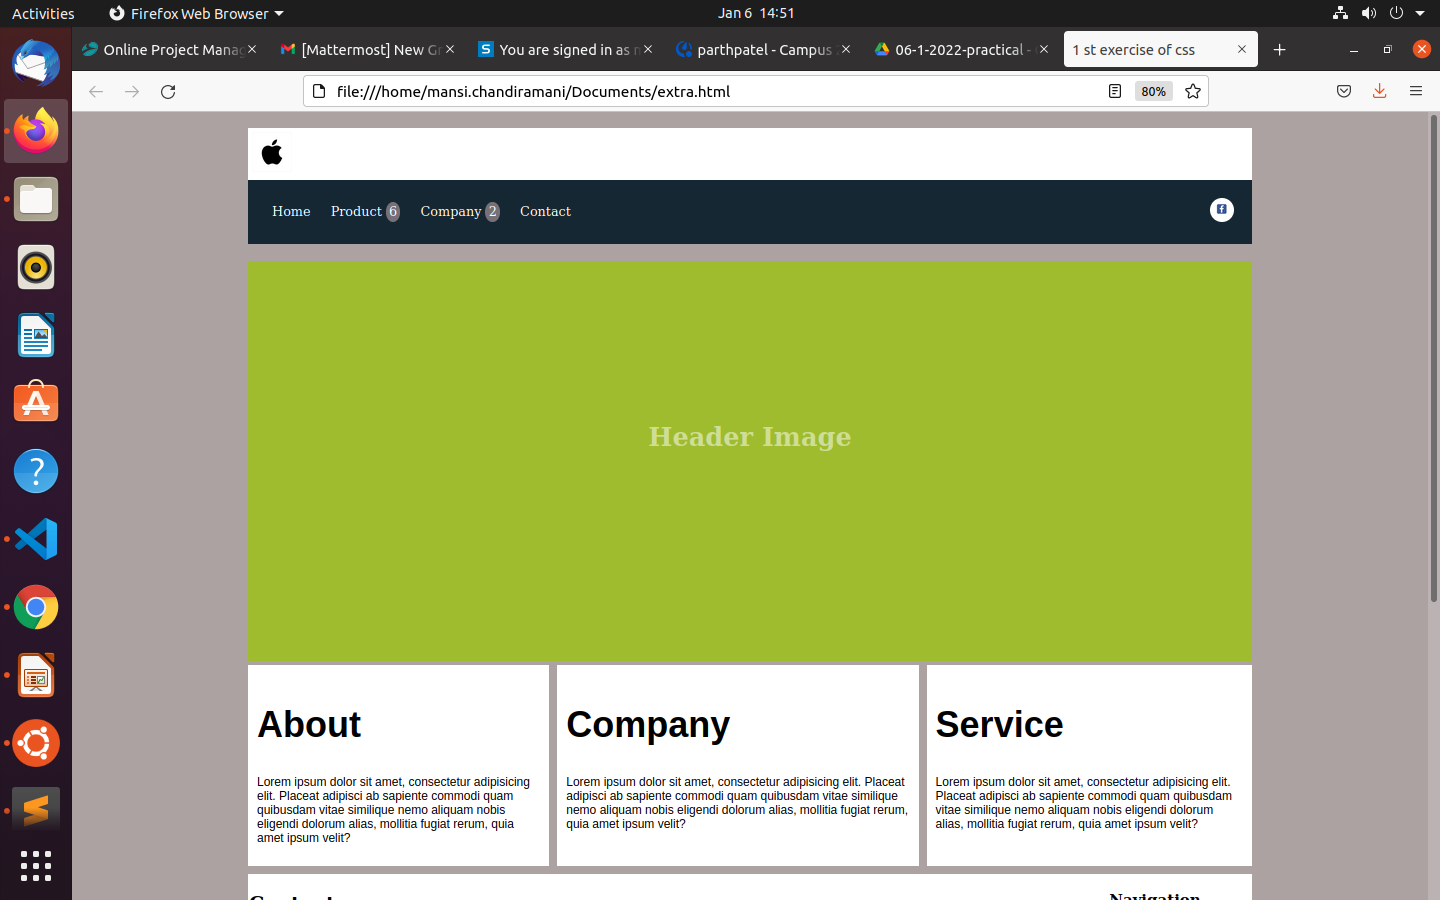 Activities
Firefox Web Browser
Jan 6 14:51
Online Project Manag
[Mattermost] New Gr
You are signed in as m
parthpatel - Campus
06-1-2022-practical -
1 st exercise of css
file:///home/mansi.chandiramani/Documents/extra.html
80%
Home
Product 6
Company 2
Contact
Header Image
About
Lorem ipsum dolor sit amet, consectetur adipisicing
elit. Placeat adipisci ab sapiente commodi quam
quibusdam vitae similique nemo aliquam nobis
eligendi dolorum alias, mollitia fugiat rerum, quia
amet ipsum velit?
Company
Lorem ipsum dolor sit amet, consectetur adipisicing elit. Placeat
adipisci ab sapiente commodi quam quibusdam vitae similique
nemo aliquam nobis eligendi dolorum alias, mollitia fugiat rerum,
quia amet ipsum velit?
Service
Lorem ipsum dolor sit amet, consectetur adipisicing elit.
Placeat adipisci ab sapiente commodi quam quibusdam
vitae similique nemo aliquam nobis eligendi dolorum
alias, mollitia fugiat rerum, quia amet ipsum velit?
Navigation